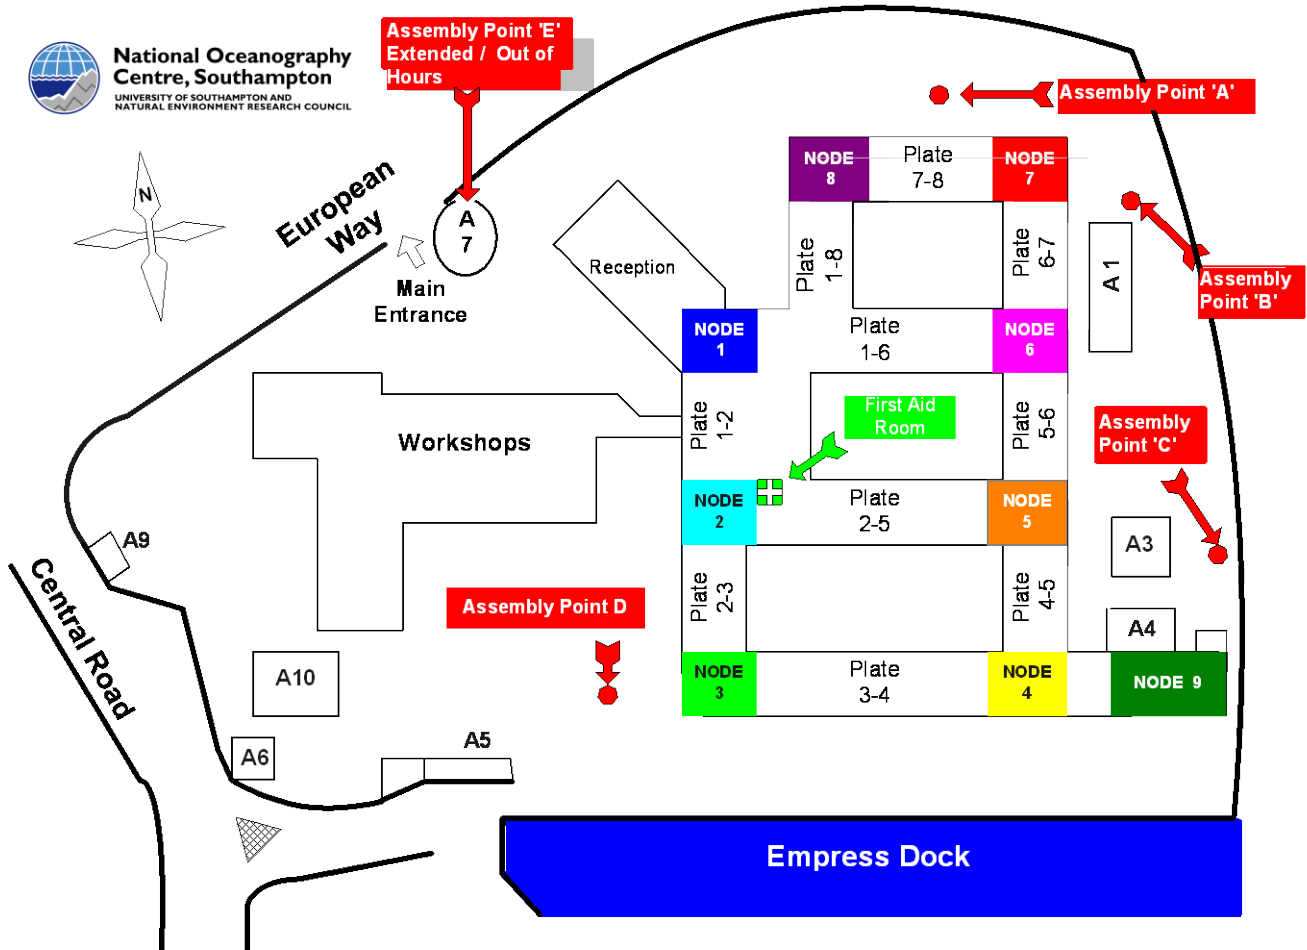 National Oceanography
Centre, Southampton
UNIVERSITY OF SOUTHAMPTON AND
NATURAL ENVIRONMENT RESEARCH COUNCIL
Assembly Point 'E'
Extended / Out of
Hours
Assembly Point 'A'
N
European
Way
A
7
Main
Entrance
Reception
NODE
8
Plate
7-8
NODE
7
Plate
1-8
Plate
6-7
A 1
Assembly
Point 'B'
NODE
1
Plate
1-6
NODE
6
Workshops
Plate
1-2
First Aid
Room
Plate
5-6
Assembly
Point 'C'
NODE
2
Plate
2-5
NODE
5
A9
A3
Central Road
Assembly Point D
Plate
2-3
Plate
4-5
A4
A10
NODE
3
Plate
3-4
NODE
4
NODE 9
A6
A5
Empress Dock